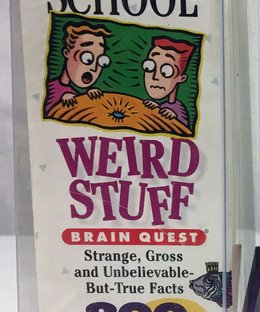 SCHOOL
WEIRD
STUFF
BRAIN QUEST®
Strange, Gross
and Unbelievable-
But-True Facts